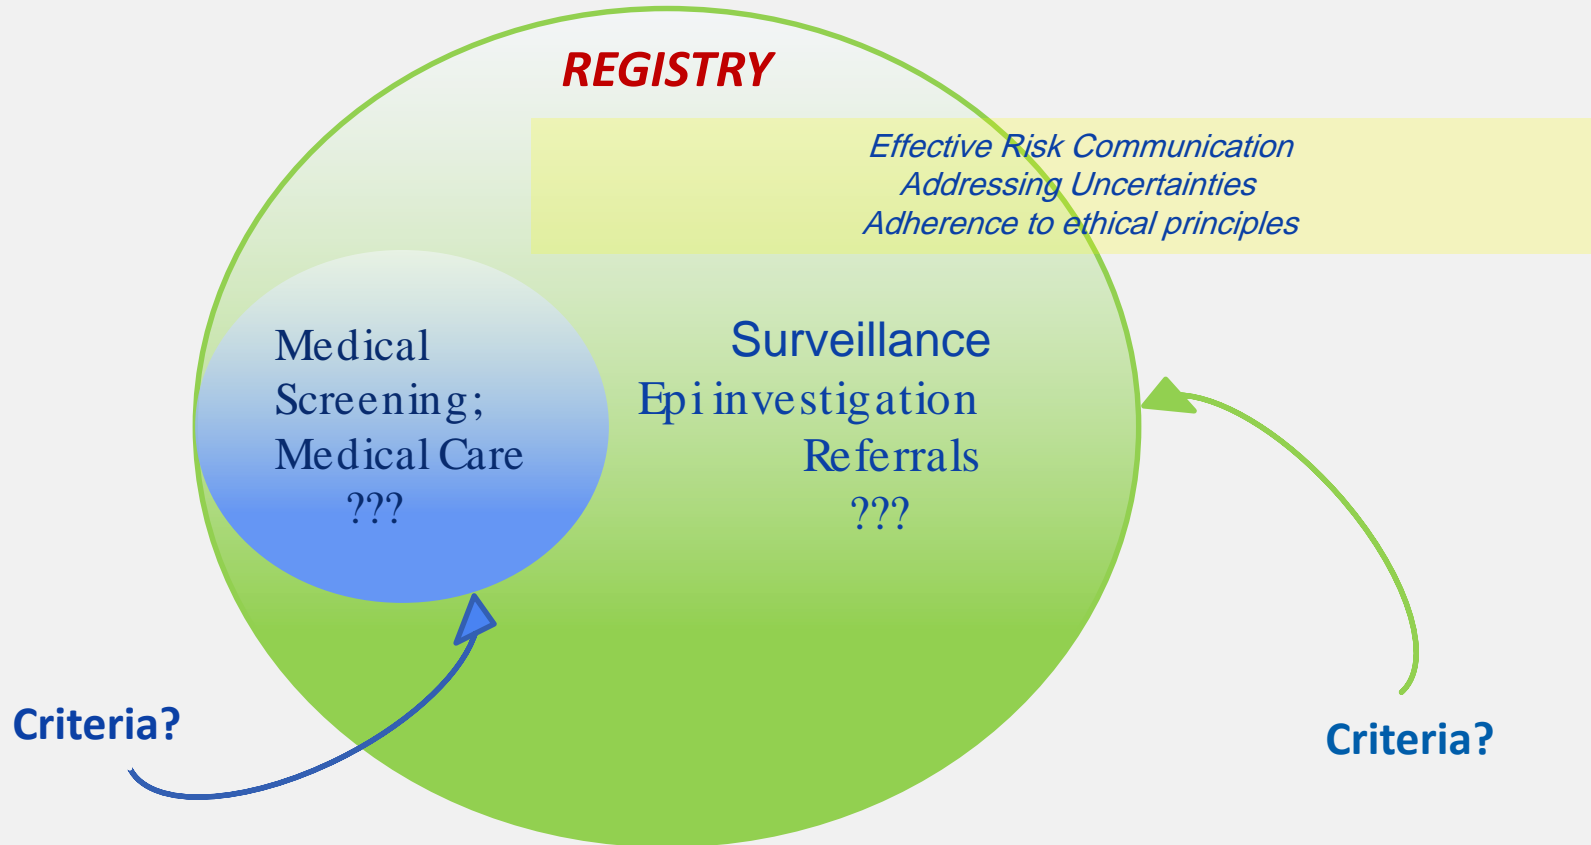 REGISTRY
Effective Risk Communication
Addressing Uncertainties
Adherence to ethical principles
Medical
Screening;
Medical Care
???
Surveillance
Epi investigation
Referrals
???
Criteria?
Criteria?